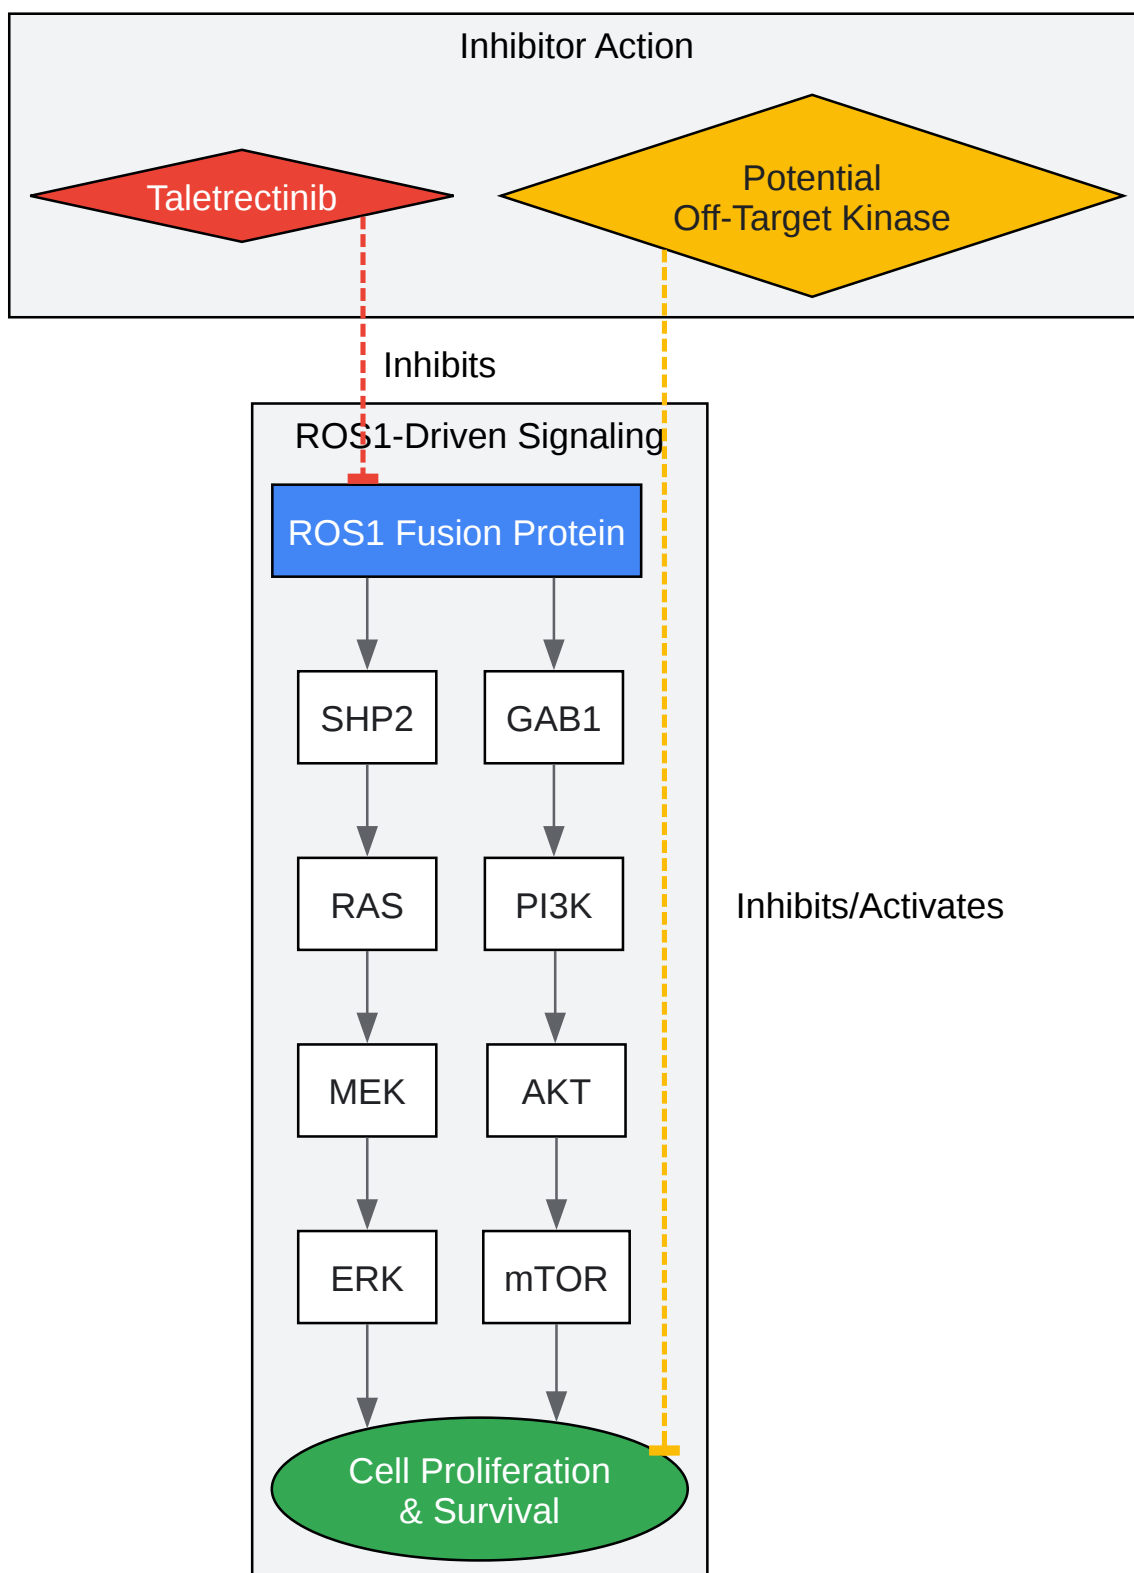 Inhibitor Action
Taletrectinib
Potential
Off-Target Kinase
Inhibits
ROS1-Driven Signaling
ROS1 Fusion Protein
SHP2
GAB1
RAS
PI3K
Inhibits/Activates
MEK
AKT
ERK
mTOR
Cell Proliferation
& Survival